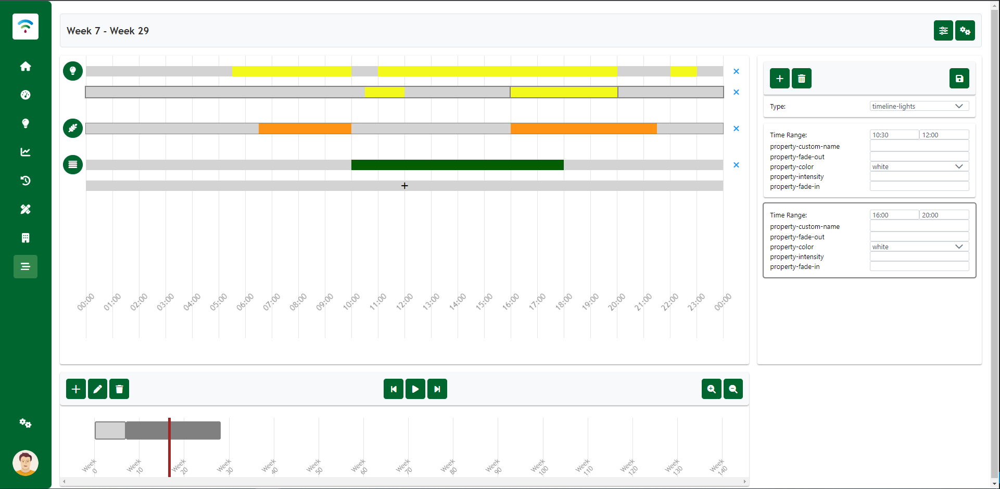 Week 7 - Week 29
00:00 01:00 02:00 03:00 04:00 05:00 06:00 07:00 08:00 09:00 10:00 11:00 12:00 13:00 14:00 15:00 16:00 17:00 18:00 19:00 20:00 21:00 22:00 23:00 00:00
Type: timeline-lights
Time Range: 10:30 12:00
property-custom-name
property-fade-out
property-color white
property-intensity
property-fade-in
Time Range: 16:00 20:00
property-custom-name
property-fade-out
property-color white
property-intensity
property-fade-in
Week 0
Week 10
Week 20
Week 30
Week 40
Week 50
Week 60
Week 70
Week 80
Week 90
Week 100
Week 110
Week 120
Week 130
Week 140